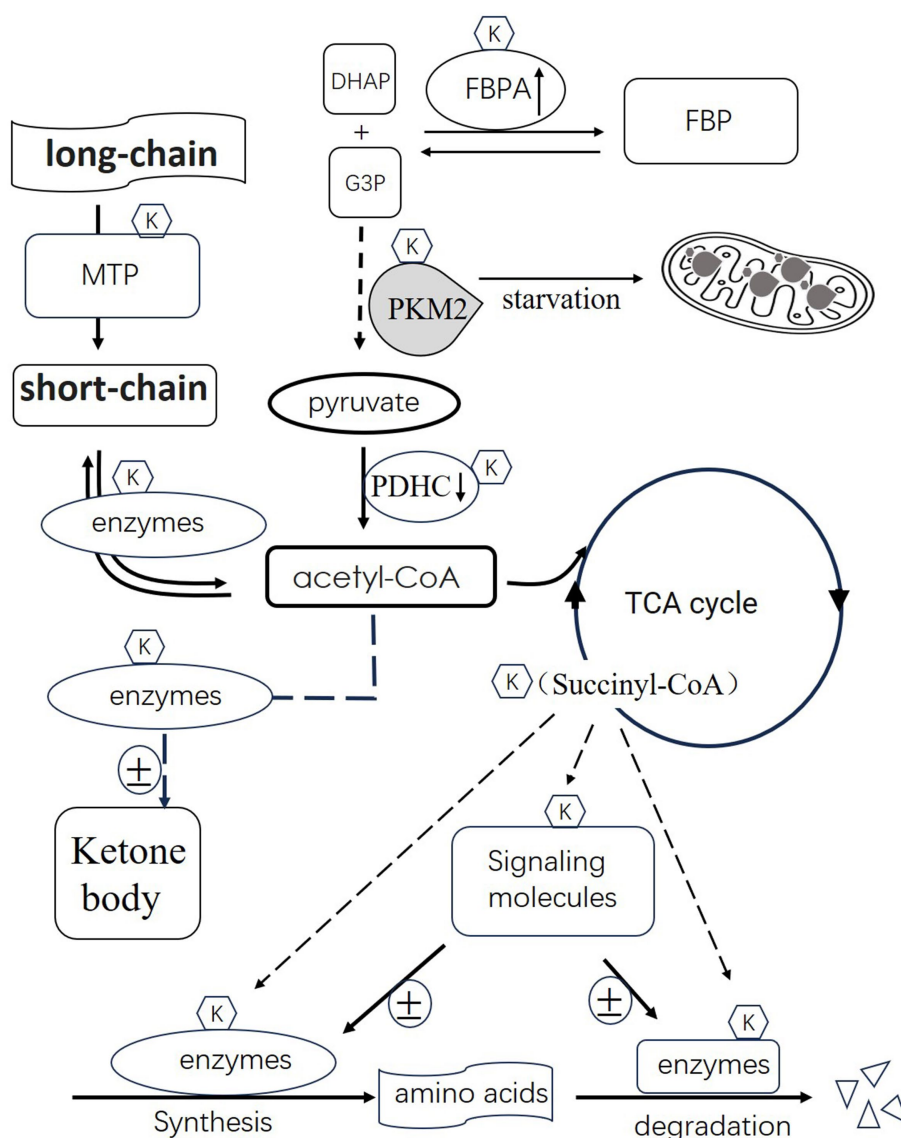 K
DHAP
FBPA
FBP
+
long-chain
G3P
K
K
MTP
PKM2
starvation
short-chain
pyruvate
K
PDHC
K
enzymes
acetyl-CoA
TCA cycle
K
enzymes
K (Succinyl-CoA)
±
K
Ketone
body
Signaling
molecules
±
±
K
K
enzymes
enzymes
amino acids
Synthesis
degradation